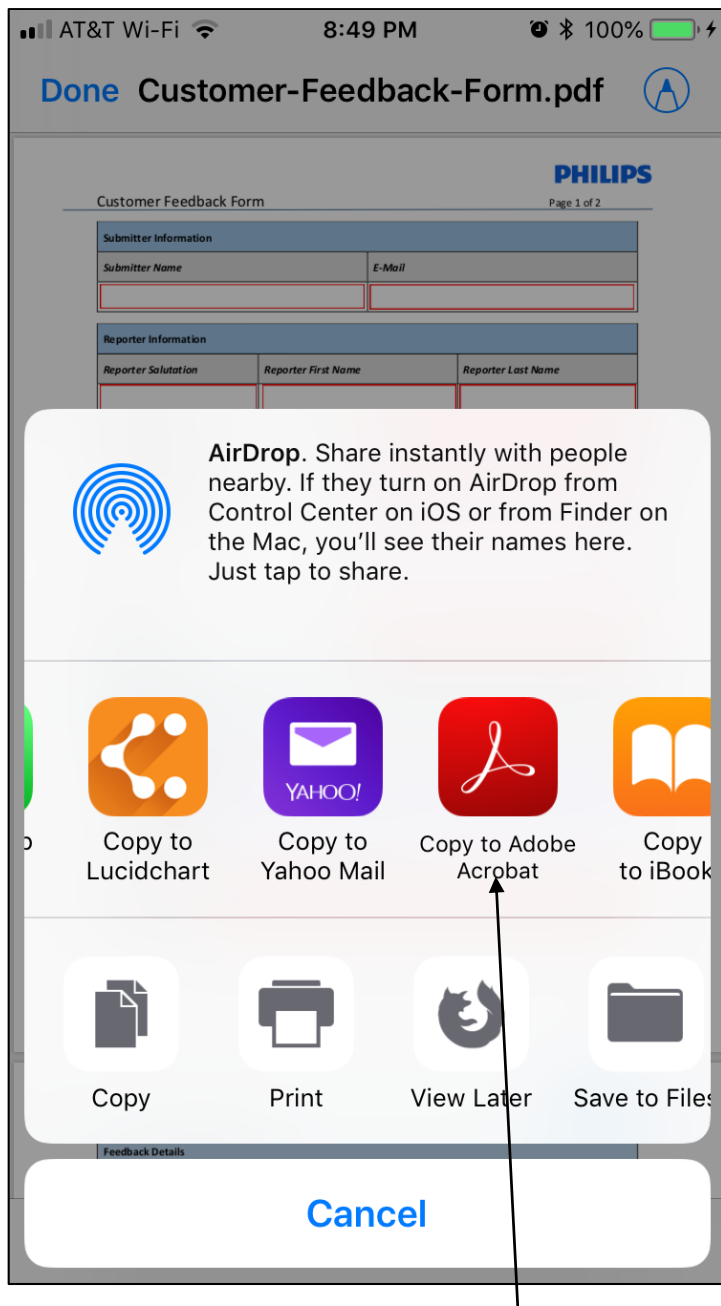 AT&T Wi-Fi 8:49 PM 100%
Done Customer-Feedback-Form.pdf
PHILIPS
Customer Feedback Form Page 1 of 2
Submitter Information
Submitter Name E-Mail
Reporter Information
Reporter Salutation Reporter First Name Reporter Last Name
AirDrop. Share instantly with people
nearby. If they turn on AirDrop from
Control Center on iOS or from Finder on
the Mac, you’ll see their names here.
Just tap to share.
YAHOO!
Copy to Copy to Copy to Adobe Copy
Lucidchart Yahoo Mail Acrobat to iBook
Copy Print View Later Save to Files
Feedback Details
Cancel